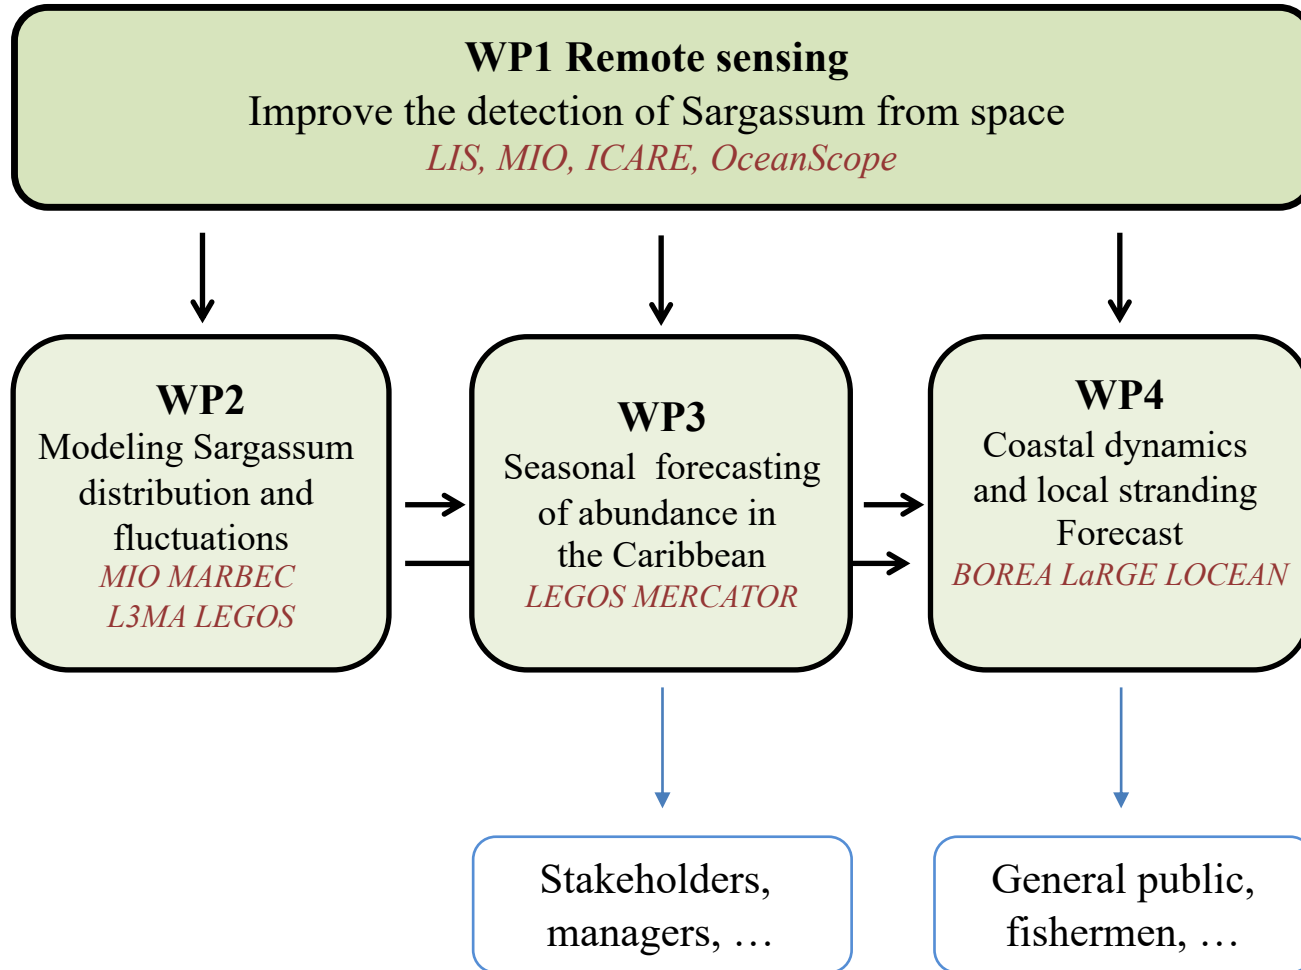 WP1 Remote sensing
Improve the detection of Sargassum from space
LIS, MIO, ICARE, OceanScope
WP2
Modeling Sargassum
distribution and
fluctuations
MIO MARBEC
L3MA LEGOS
WP3
Seasonal forecasting
of abundance in
the Caribbean
LEGOS MERCATOR
WP4
Coastal dynamics
and local stranding
Forecast
BOREA LaRGE LOCEAN
Stakeholders,
managers, …
General public,
fishermen, …